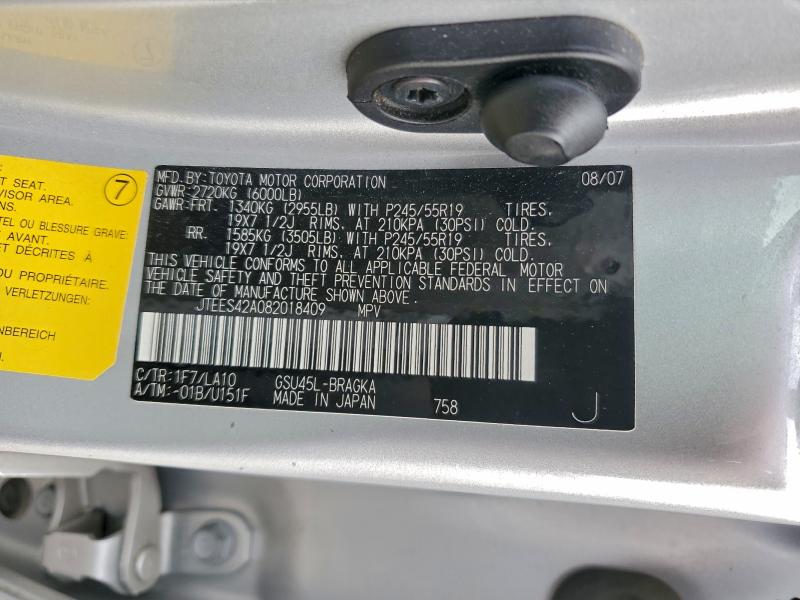 MFD.BY:TOYOTA MOTOR CORPORATION 08/07
GVWR-2720KG (6000LB)
GAWR-FRT. 1340KG (2955LB) WITH P245/55R19 TIRES,
19X7 1/2J RIMS, AT 210KPA (30PSI) COLD.
RR. 1585KG (3505LB) WITH P245/55R19 TIRES,
19X7 1/2J RIMS, AT 210KPA (30PSI) COLD.
THIS VEHICLE CONFORMS TO ALL APPLICABLE FEDERAL MOTOR
VEHICLE SAFETY AND THEFT PREVENTION STANDARDS IN EFFECT ON
THE DATE OF MANUFACTURE SHOWN ABOVE.
JTEES42A082018409 MPV
C/TR:1F7/LA10 GSU45L-BRAGKA
A/TM:-01B/U151F MADE IN JAPAN 758 J
7
SEAT.
VISOR AREA.
OU BLESSURE GRAVE:
AVANT.
ET DÉCRITES À
DU PROPRIÉTAIRE.
VERLETZUNGEN: